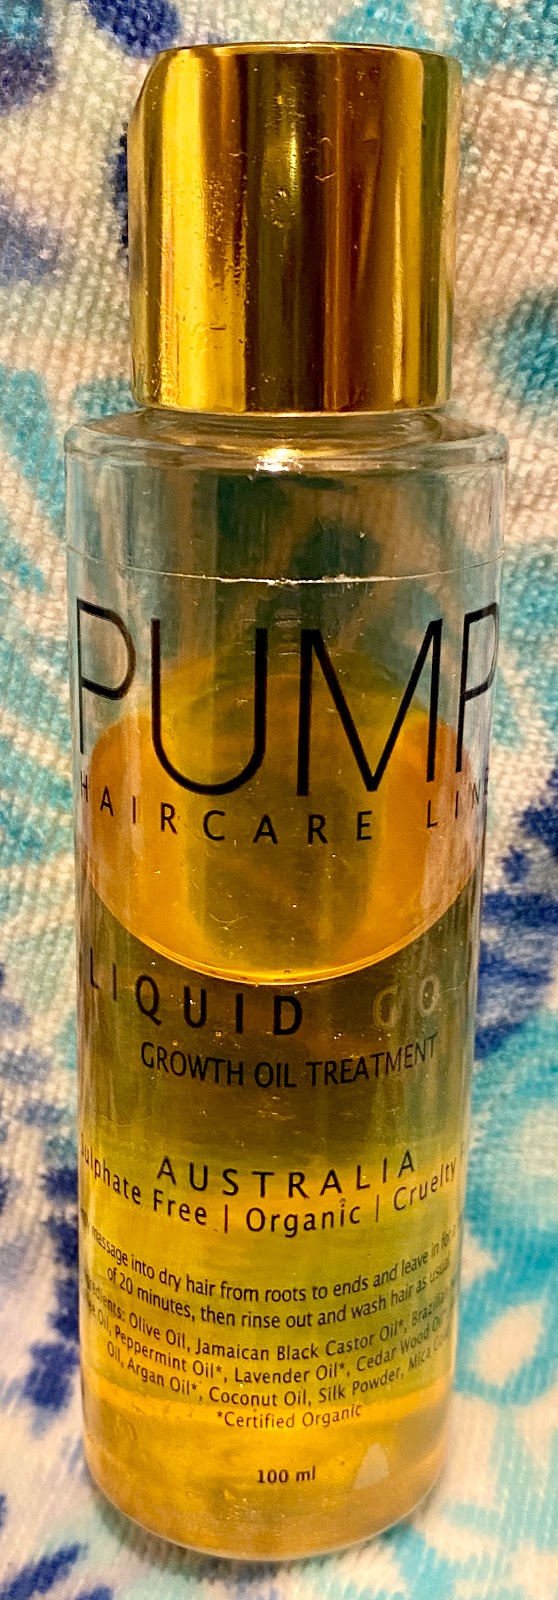 PUMP
HAIRCARE LINE
LIQUID GO
GROWTH OIL TREATMENT
AUSTRALIA
Sulphate Free | Organic | Cruelty
massage into dry hair from roots to ends and leave in for a
of 20 minutes, then rinse out and wash hair as usual
Ingredients: Olive Oil, Jamaican Black Castor Oil*,
Oil, Peppermint Oil*, Lavender Oil*, Cedar Wood Oil
Oil, Argan Oil*, Coconut Oil, Silk Powder, Mica
*Certified Organic
100 ml